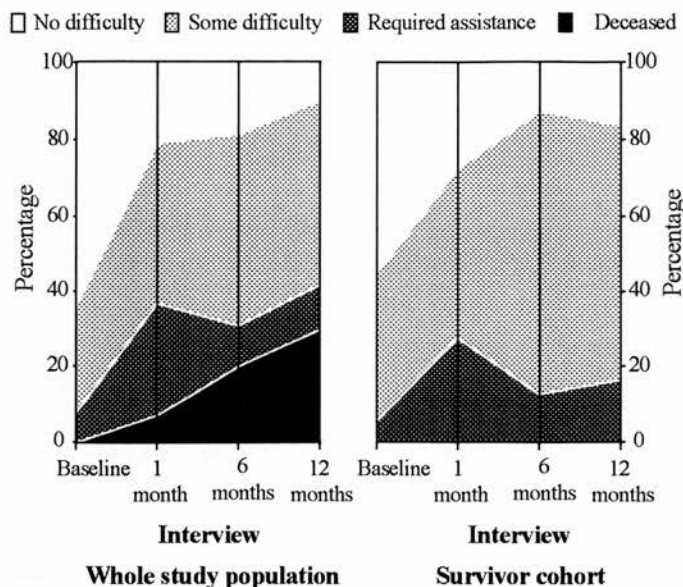 No difficulty Some difficulty Required assistance Deceased
100
80
60
40
20
0
Percentage
Baseline
1 month
6 months
12 months
Interview
Whole study population
100
80
60
40
20
0
Percentage
Baseline
1 month
6 months
12 months
Interview
Survivor cohort